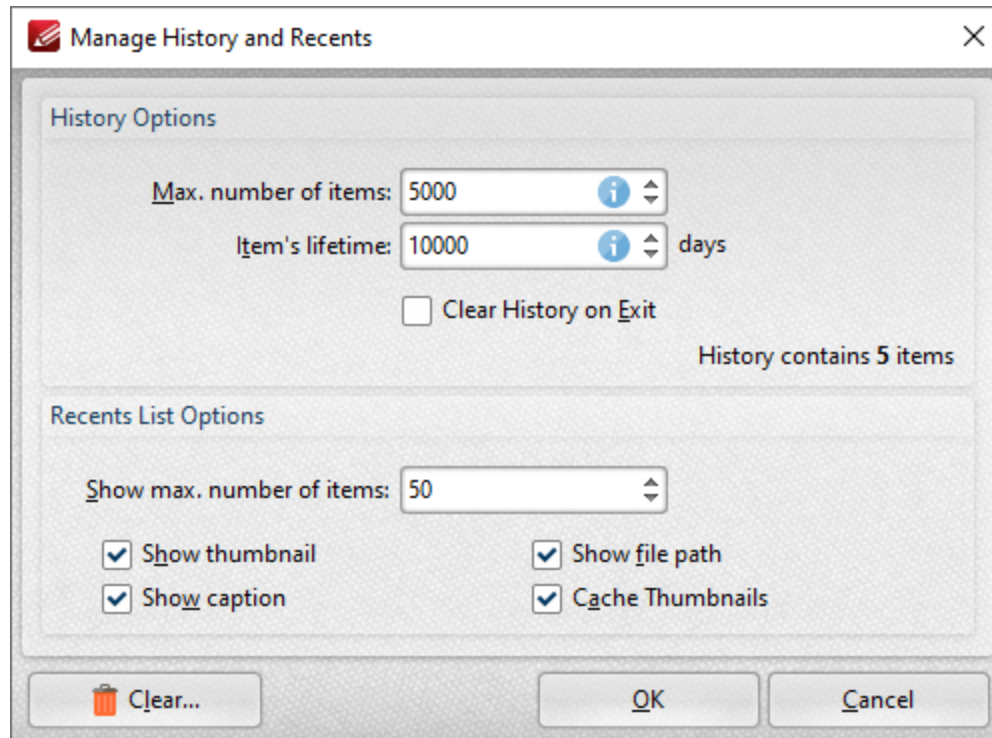 Manage History and Recents
History Options
Max. number of items: 5000
Item's lifetime: 10000 days
Clear History on Exit
History contains 5 items
Recents List Options
Show max. number of items: 50
Show thumbnail Show file path
Show caption Cache Thumbnails
Clear... OK Cancel